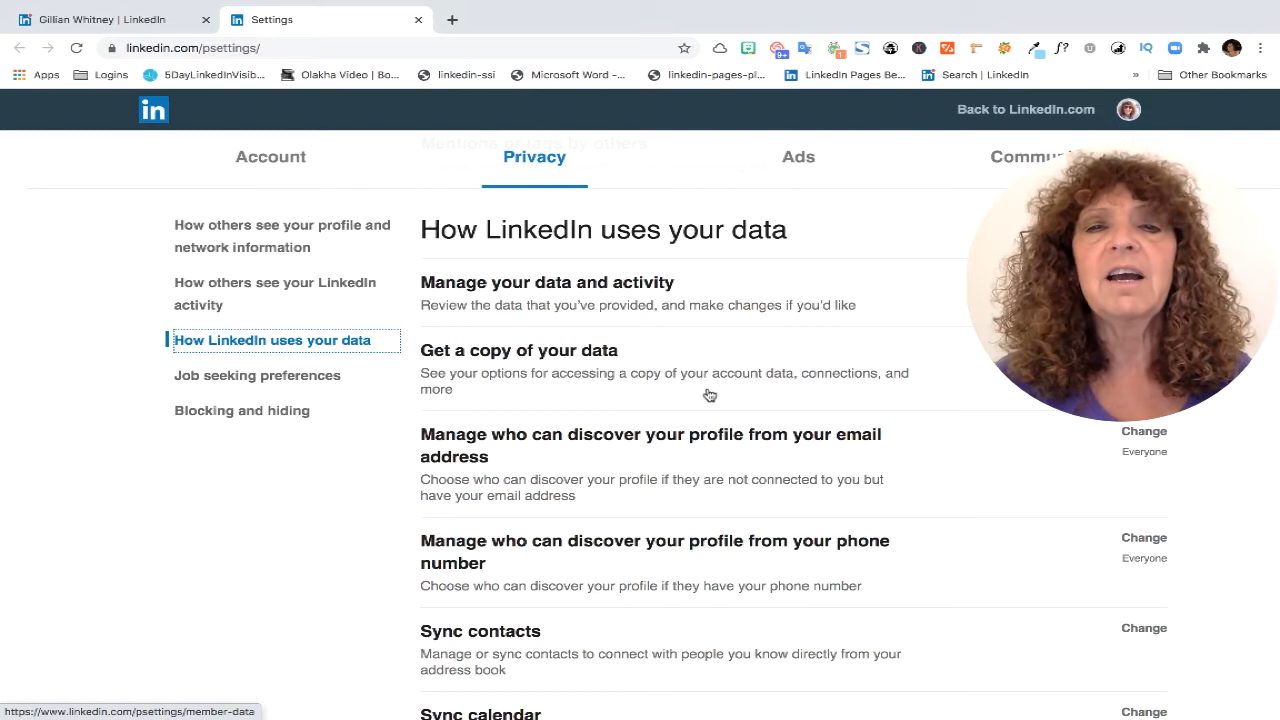 Gillian Whitney | LinkedIn
Settings
linkedin.com/psettings/
9+
1
ƒ?
IQ
Apps
Logins
5DayLinkedInVisib...
Olakha Video | Bo...
linkedin-ssi
Microsoft Word –...
linkedin-pages-pl...
LinkedIn Pages Be...
Search | LinkedIn
»
Other Bookmarks
in
Back to LinkedIn.com
Mentions or tags by others
Account
Privacy
Ads
How others see your profile and
network information
How others see your LinkedIn
activity
How LinkedIn uses your data
Job seeking preferences
Blocking and hiding
How LinkedIn uses your data
Manage your data and activity
Review the data that you've provided, and make changes if you'd like
Get a copy of your data
See your options for accessing a copy of your account data, connections, and
more
Manage who can discover your profile from your email
address
Change
Everyone
Choose who can discover your profile if they are not connected to you but
have your email address
Manage who can discover your profile from your phone
number
Change
Everyone
Choose who can discover your profile if they have your phone number
Sync contacts
Change
Manage or sync contacts to connect with people you know directly from your
address book
Sync calendar
Change
https://www.linkedin.com/psettings/member-data